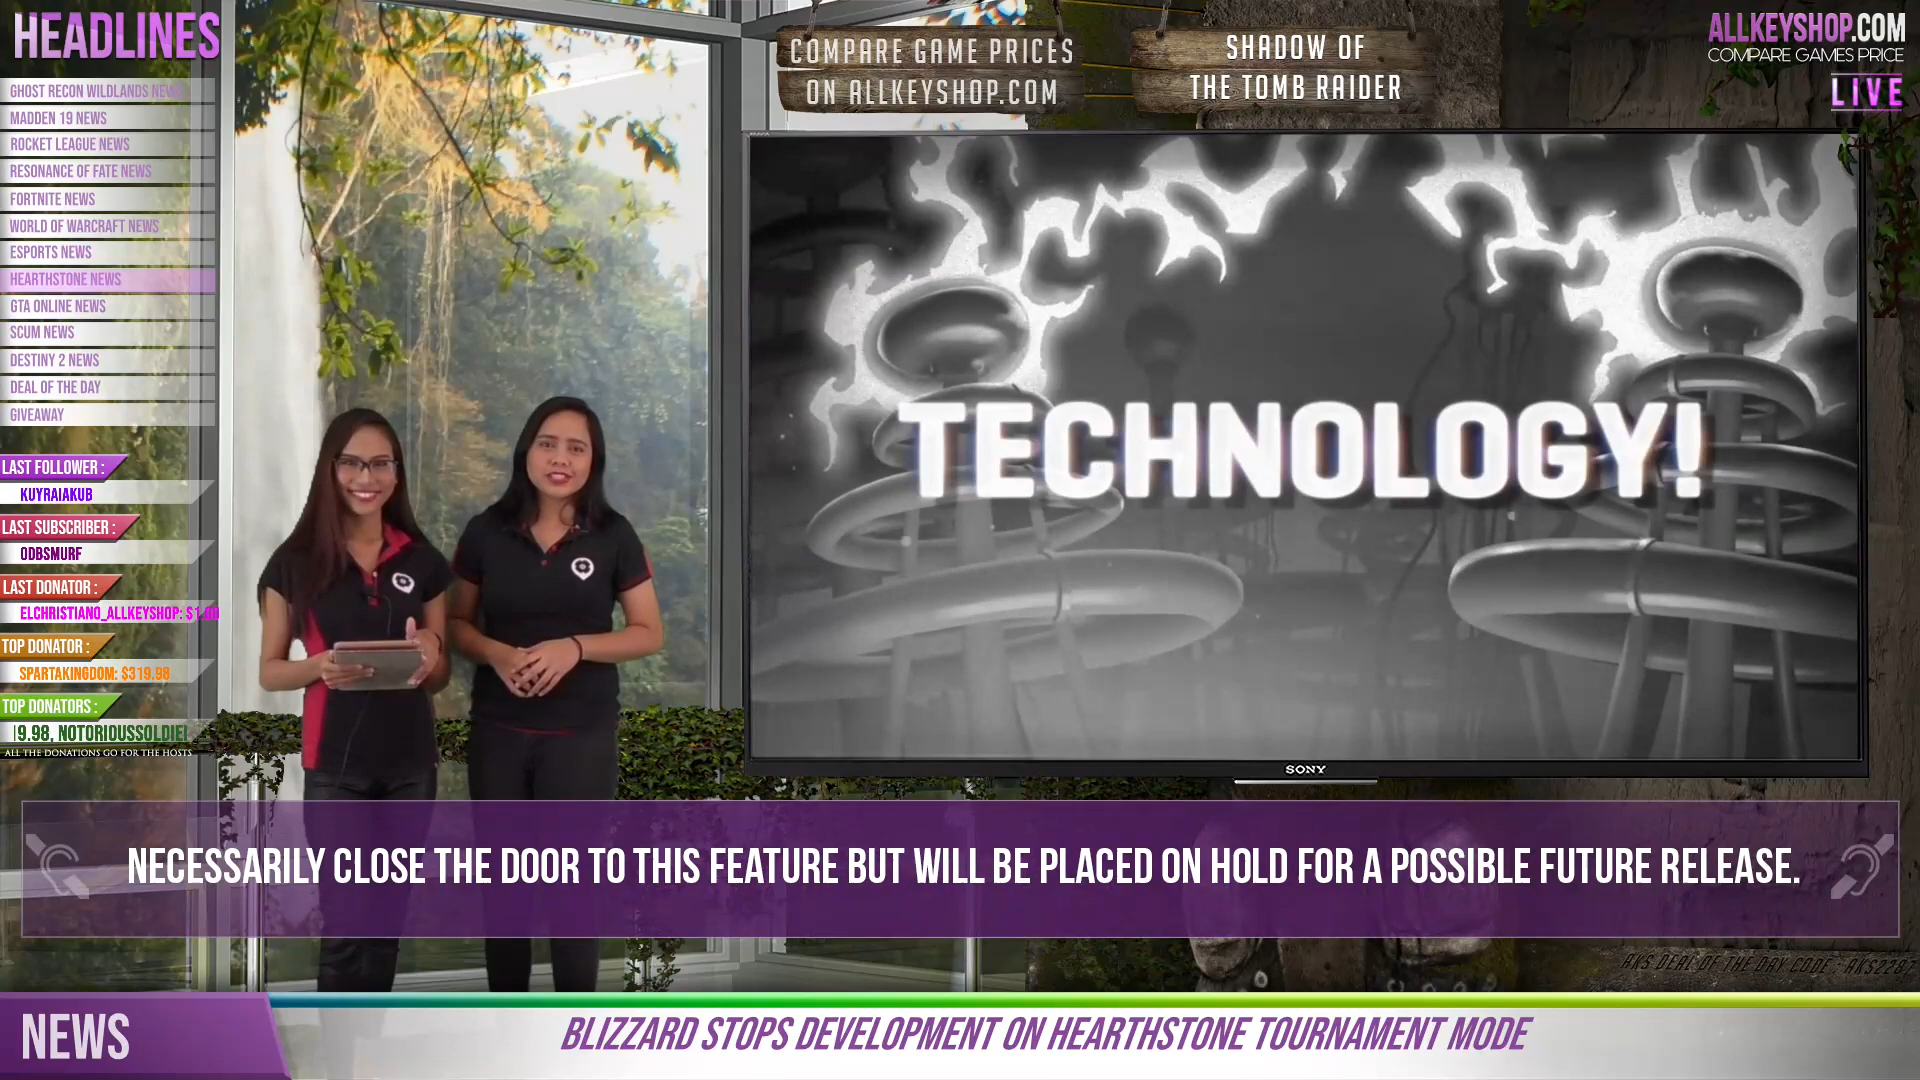 HEADLINES
GHOST RECON WILDLANDS NEWS
MADDEN 19 NEWS
ROCKET LEAGUE NEWS
RESONANCE OF FATE NEWS
FORTNITE NEWS
WORLD OF WARCRAFT NEWS
ESPORTS NEWS
HEARTHSTONE NEWS
GTA ONLINE NEWS
SCUM NEWS
DESTINY 2 NEWS
DEAL OF THE DAY
GIVEAWAY
LAST FOLLOWER :
KUYRAIAKUB
LAST SUBSCRIBER :
ODBSMURF
LAST DONATOR :
ELCHRISTIANO_ALLKEYSHOP: $1.00
TOP DONATOR :
SPARTAKINGDOM: $319.98
TOP DONATORS :
9.98, NOTORIOUSSOLDIE
ALL THE DONATIONS GO FOR THE HOSTS
COMPARE GAME PRICES
ON ALLKEYSHOP.COM
SHADOW OF
THE TOMB RAIDER
ALLKEYSHOP.COM
COMPARE GAMES PRICE
LIVE
TECHNOLOGY!
SONY
NECESSARILY CLOSE THE DOOR TO THIS FEATURE BUT WILL BE PLACED ON HOLD FOR A POSSIBLE FUTURE RELEASE.
AKS DEAL OF THE DAY CODE : AKS2287
NEWS
BLIZZARD STOPS DEVELOPMENT ON HEARTHSTONE TOURNAMENT MODE